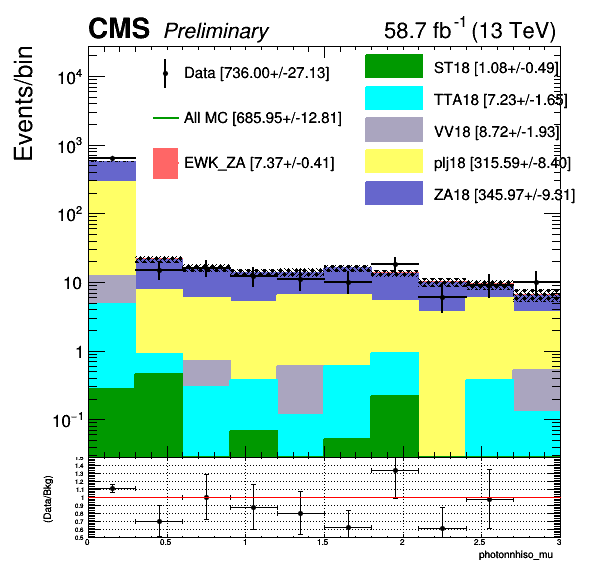 CMS Preliminary 58.7 fb⁻¹ (13 TeV)
Events/bin
Data [736.00+/-27.13]
All MC [685.95+/-12.81]
EWK_ZA [7.37+/-0.41]
ST18 [1.08+/-0.49]
TTA18 [7.23+/-1.65]
VV18 [8.72+/-1.93]
plj18 [315.59+/-8.40]
ZA18 [345.97+/-9.31]
10⁴
10³
10²
10
1
10⁻¹
(Data/Bkg)
1.5
1.4
1.3
1.2
1.1
1
0.9
0.8
0.7
0.6
0.5
0 0.5 1 1.5 2 2.5 3
photonnhiso_mu